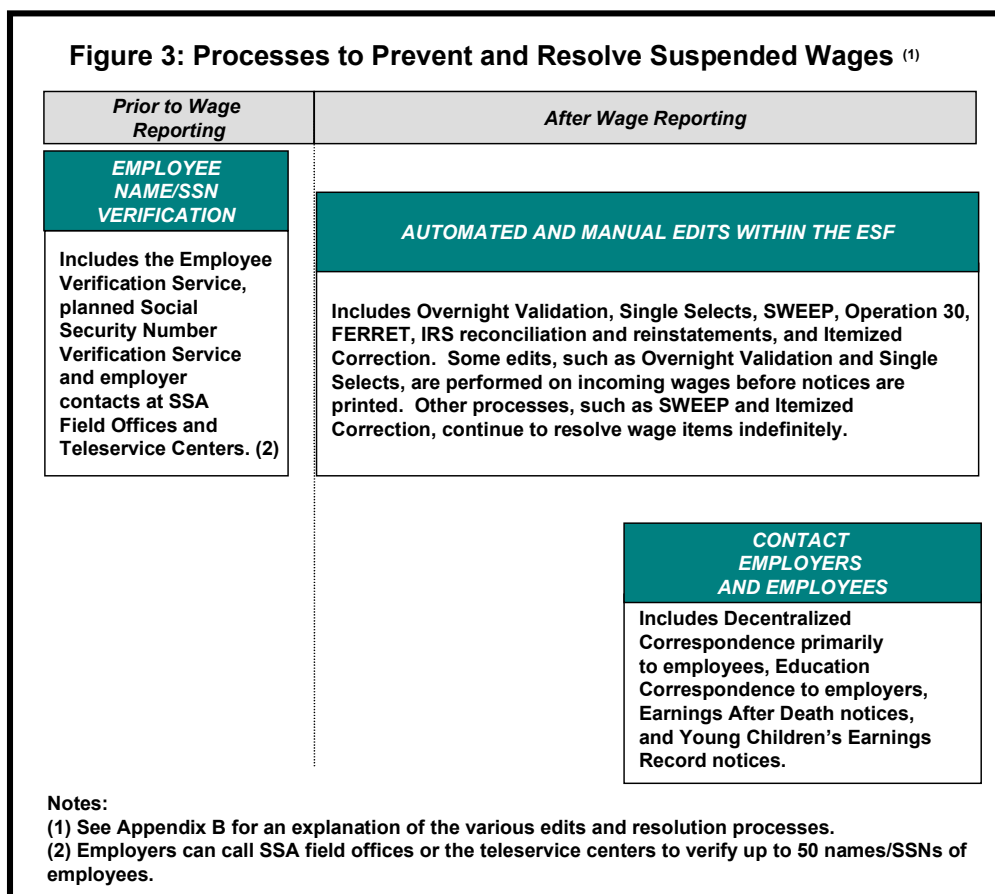 Figure 3: Processes to Prevent and Resolve Suspended Wages (1)
Prior to Wage
Reporting
After Wage Reporting
EMPLOYEE
NAME/SSN
VERIFICATION
Includes the Employee
Verification Service,
planned Social
Security Number
Verification Service
and employer
contacts at SSA
Field Offices and
Teleservice Centers. (2)
AUTOMATED AND MANUAL EDITS WITHIN THE ESF
Includes Overnight Validation, Single Selects, SWEEP, Operation 30,
FERRET, IRS reconciliation and reinstatements, and Itemized
Correction.  Some edits, such as Overnight Validation and Single
Selects, are performed on incoming wages before notices are
printed.  Other processes, such as SWEEP and Itemized
Correction, continue to resolve wage items indefinitely.
CONTACT
EMPLOYERS
AND EMPLOYEES
Includes Decentralized
Correspondence primarily
to employees, Education
Correspondence to employers,
Earnings After Death notices,
and Young Children’s Earnings
Record notices.
Notes:
(1) See Appendix B for an explanation of the various edits and resolution processes.
(2) Employers can call SSA field offices or the teleservice centers to verify up to 50 names/SSNs of
employees.